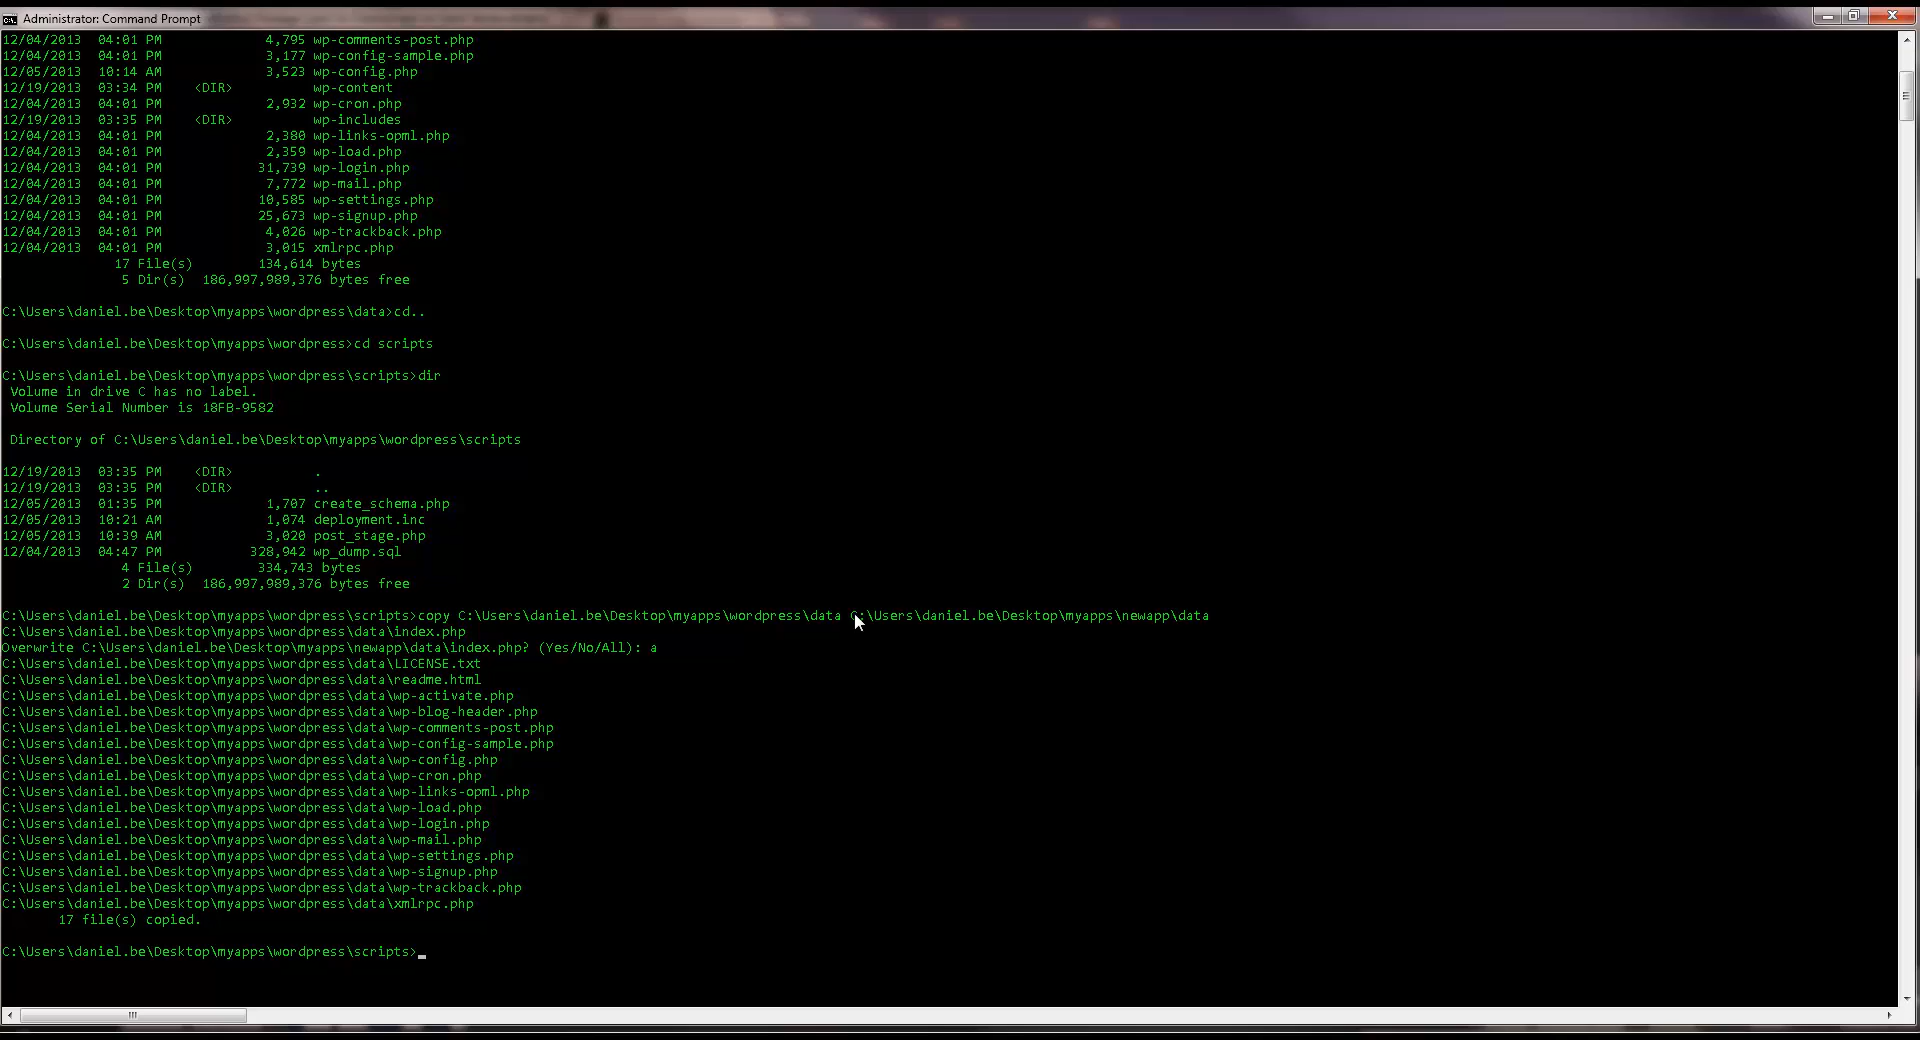 Administrator: Command Prompt
12/04/2013  04:01 PM             4,795 wp-comments-post.php
12/04/2013  04:01 PM             3,177 wp-config-sample.php
12/05/2013  10:14 AM             3,523 wp-config.php
12/19/2013  03:34 PM    <DIR>          wp-content
12/04/2013  04:01 PM             2,932 wp-cron.php
12/19/2013  03:35 PM    <DIR>          wp-includes
12/04/2013  04:01 PM             2,380 wp-links-opml.php
12/04/2013  04:01 PM             2,359 wp-load.php
12/04/2013  04:01 PM            31,739 wp-login.php
12/04/2013  04:01 PM             7,772 wp-mail.php
12/04/2013  04:01 PM            10,585 wp-settings.php
12/04/2013  04:01 PM            25,673 wp-signup.php
12/04/2013  04:01 PM             4,026 wp-trackback.php
12/04/2013  04:01 PM             3,015 xmlrpc.php
17 File(s)        134,614 bytes
5 Dir(s)  186,997,989,376 bytes free
C:\Users\daniel.be\Desktop\myapps\wordpress\data>cd..
C:\Users\daniel.be\Desktop\myapps\wordpress>cd scripts
C:\Users\daniel.be\Desktop\myapps\wordpress\scripts>dir
Volume in drive C has no label.
Volume Serial Number is 18FB-9582
Directory of C:\Users\daniel.be\Desktop\myapps\wordpress\scripts
12/19/2013  03:35 PM    <DIR>          .
12/19/2013  03:35 PM    <DIR>          ..
12/05/2013  01:35 PM             1,707 create_schema.php
12/05/2013  10:21 AM             1,074 deployment.inc
12/05/2013  10:39 AM             3,020 post_stage.php
12/04/2013  04:47 PM           328,942 wp_dump.sql
4 File(s)        334,743 bytes
2 Dir(s)  186,997,989,376 bytes free
C:\Users\daniel.be\Desktop\myapps\wordpress\scripts>copy C:\Users\daniel.be\Desktop\myapps\wordpress\data C:\Users\daniel.be\Desktop\myapps\newapp\data
C:\Users\daniel.be\Desktop\myapps\wordpress\data\index.php
Overwrite C:\Users\daniel.be\Desktop\myapps\newapp\data\index.php? (Yes/No/All): a
C:\Users\daniel.be\Desktop\myapps\wordpress\data\LICENSE.txt
C:\Users\daniel.be\Desktop\myapps\wordpress\data\readme.html
C:\Users\daniel.be\Desktop\myapps\wordpress\data\wp-activate.php
C:\Users\daniel.be\Desktop\myapps\wordpress\data\wp-blog-header.php
C:\Users\daniel.be\Desktop\myapps\wordpress\data\wp-comments-post.php
C:\Users\daniel.be\Desktop\myapps\wordpress\data\wp-config-sample.php
C:\Users\daniel.be\Desktop\myapps\wordpress\data\wp-config.php
C:\Users\daniel.be\Desktop\myapps\wordpress\data\wp-cron.php
C:\Users\daniel.be\Desktop\myapps\wordpress\data\wp-links-opml.php
C:\Users\daniel.be\Desktop\myapps\wordpress\data\wp-load.php
C:\Users\daniel.be\Desktop\myapps\wordpress\data\wp-login.php
C:\Users\daniel.be\Desktop\myapps\wordpress\data\wp-mail.php
C:\Users\daniel.be\Desktop\myapps\wordpress\data\wp-settings.php
C:\Users\daniel.be\Desktop\myapps\wordpress\data\wp-signup.php
C:\Users\daniel.be\Desktop\myapps\wordpress\data\wp-trackback.php
C:\Users\daniel.be\Desktop\myapps\wordpress\data\xmlrpc.php
17 file(s) copied.
C:\Users\daniel.be\Desktop\myapps\wordpress\scripts>